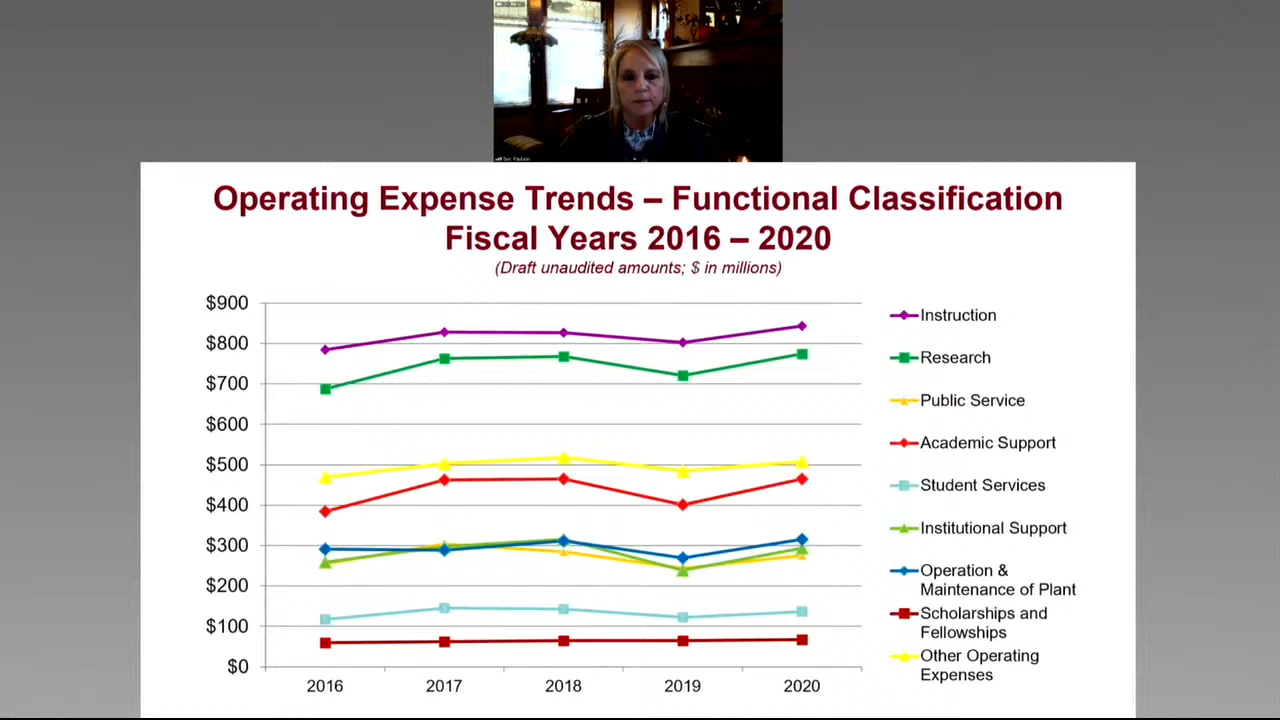 Sue Paulson
Operating Expense Trends – Functional Classification
Fiscal Years 2016 – 2020
(Draft unaudited amounts; $ in millions)
$900
$800
$700
$600
$500
$400
$300
$200
$100
$0
2016 2017 2018 2019 2020
Instruction
Research
Public Service
Academic Support
Student Services
Institutional Support
Operation &
Maintenance of Plant
Scholarships and
Fellowships
Other Operating
Expenses